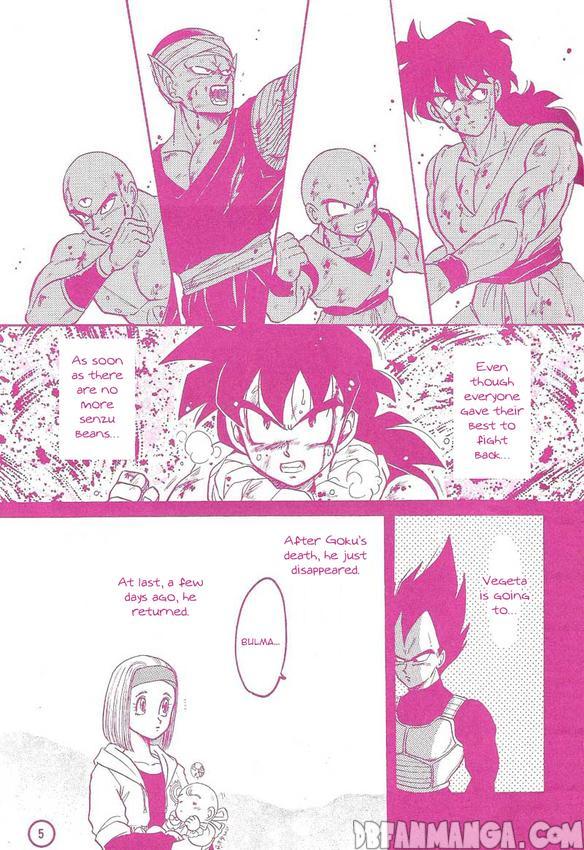 Even
though
everyone
gave their
best to
fight
back...
As soon
as there
are no
more
senzu
beans...
Vegeta
is going
to...
After Goku's
death, he just
disappeared.
At last, a few
days ago, he
returned.
BULMA...
5
DBFANMANGA.COM